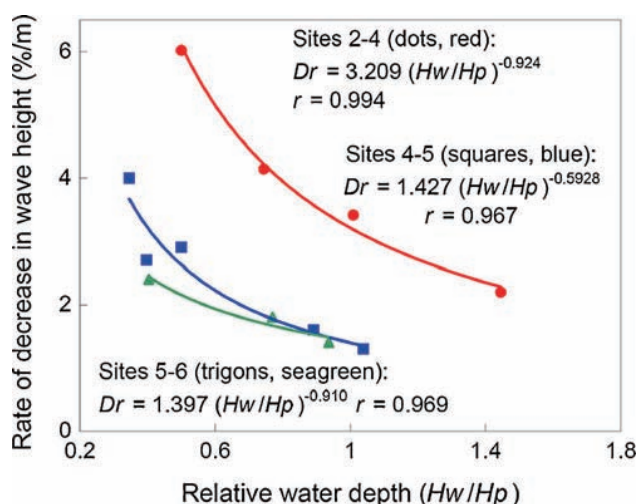 Rate of decrease in wave height (%/m)
6
4
2
0
Sites 2-4 (dots, red):
Dr = 3.209 (Hw/Hp)^-0.924
r = 0.994
Sites 4-5 (squares, blue):
Dr = 1.427 (Hw/Hp)^-0.5928
r = 0.967
Sites 5-6 (trigons, seagreen):
Dr = 1.397 (Hw/Hp)^-0.910 r = 0.969
0.2 0.6 1 1.4 1.8
Relative water depth (Hw/Hp)